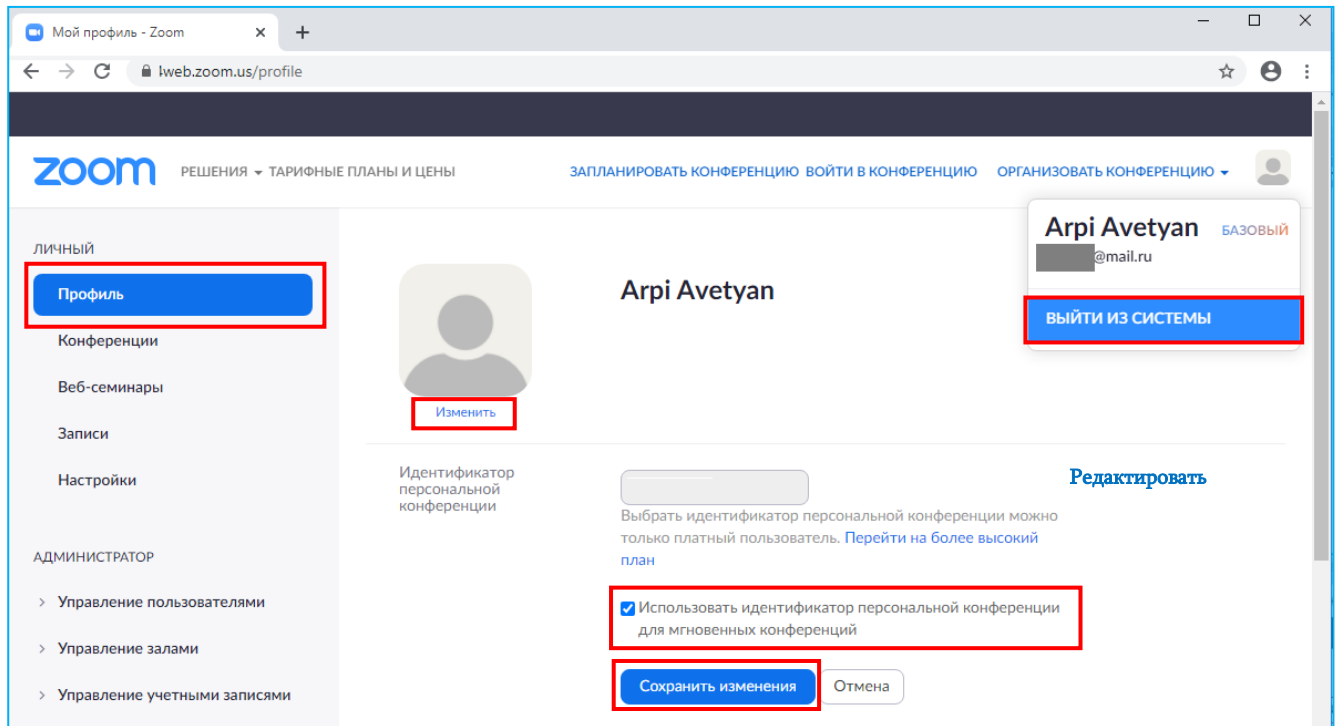 Мой профиль - Zoom
lweb.zoom.us/profile
zoom РЕШЕНИЯ ТАРИФНЫЕ ПЛАНЫ И ЦЕНЫ ЗАПЛАНИРОВАТЬ КОНФЕРЕНЦИЮ ВОЙТИ В КОНФЕРЕНЦИЮ ОРГАНИЗОВАТЬ КОНФЕРЕНЦИЮ
Arpi Avetyan БАЗОВЫЙ
@mail.ru
ВЫЙТИ ИЗ СИСТЕМЫ
ЛИЧНЫЙ
Профиль
Конференции
Веб-семинары
Записи
Настройки
АДМИНИСТРАТОР
Управление пользователями
Управление залами
Управление учетными записями
Arpi Avetyan
Изменить
Идентификатор
персональной
конференции
Редактировать
Выбрать идентификатор персональной конференции можно
только платный пользователь. Перейти на более высокий
план
Использовать идентификатор персональной конференции
для мгновенных конференций
Сохранить изменения Отмена